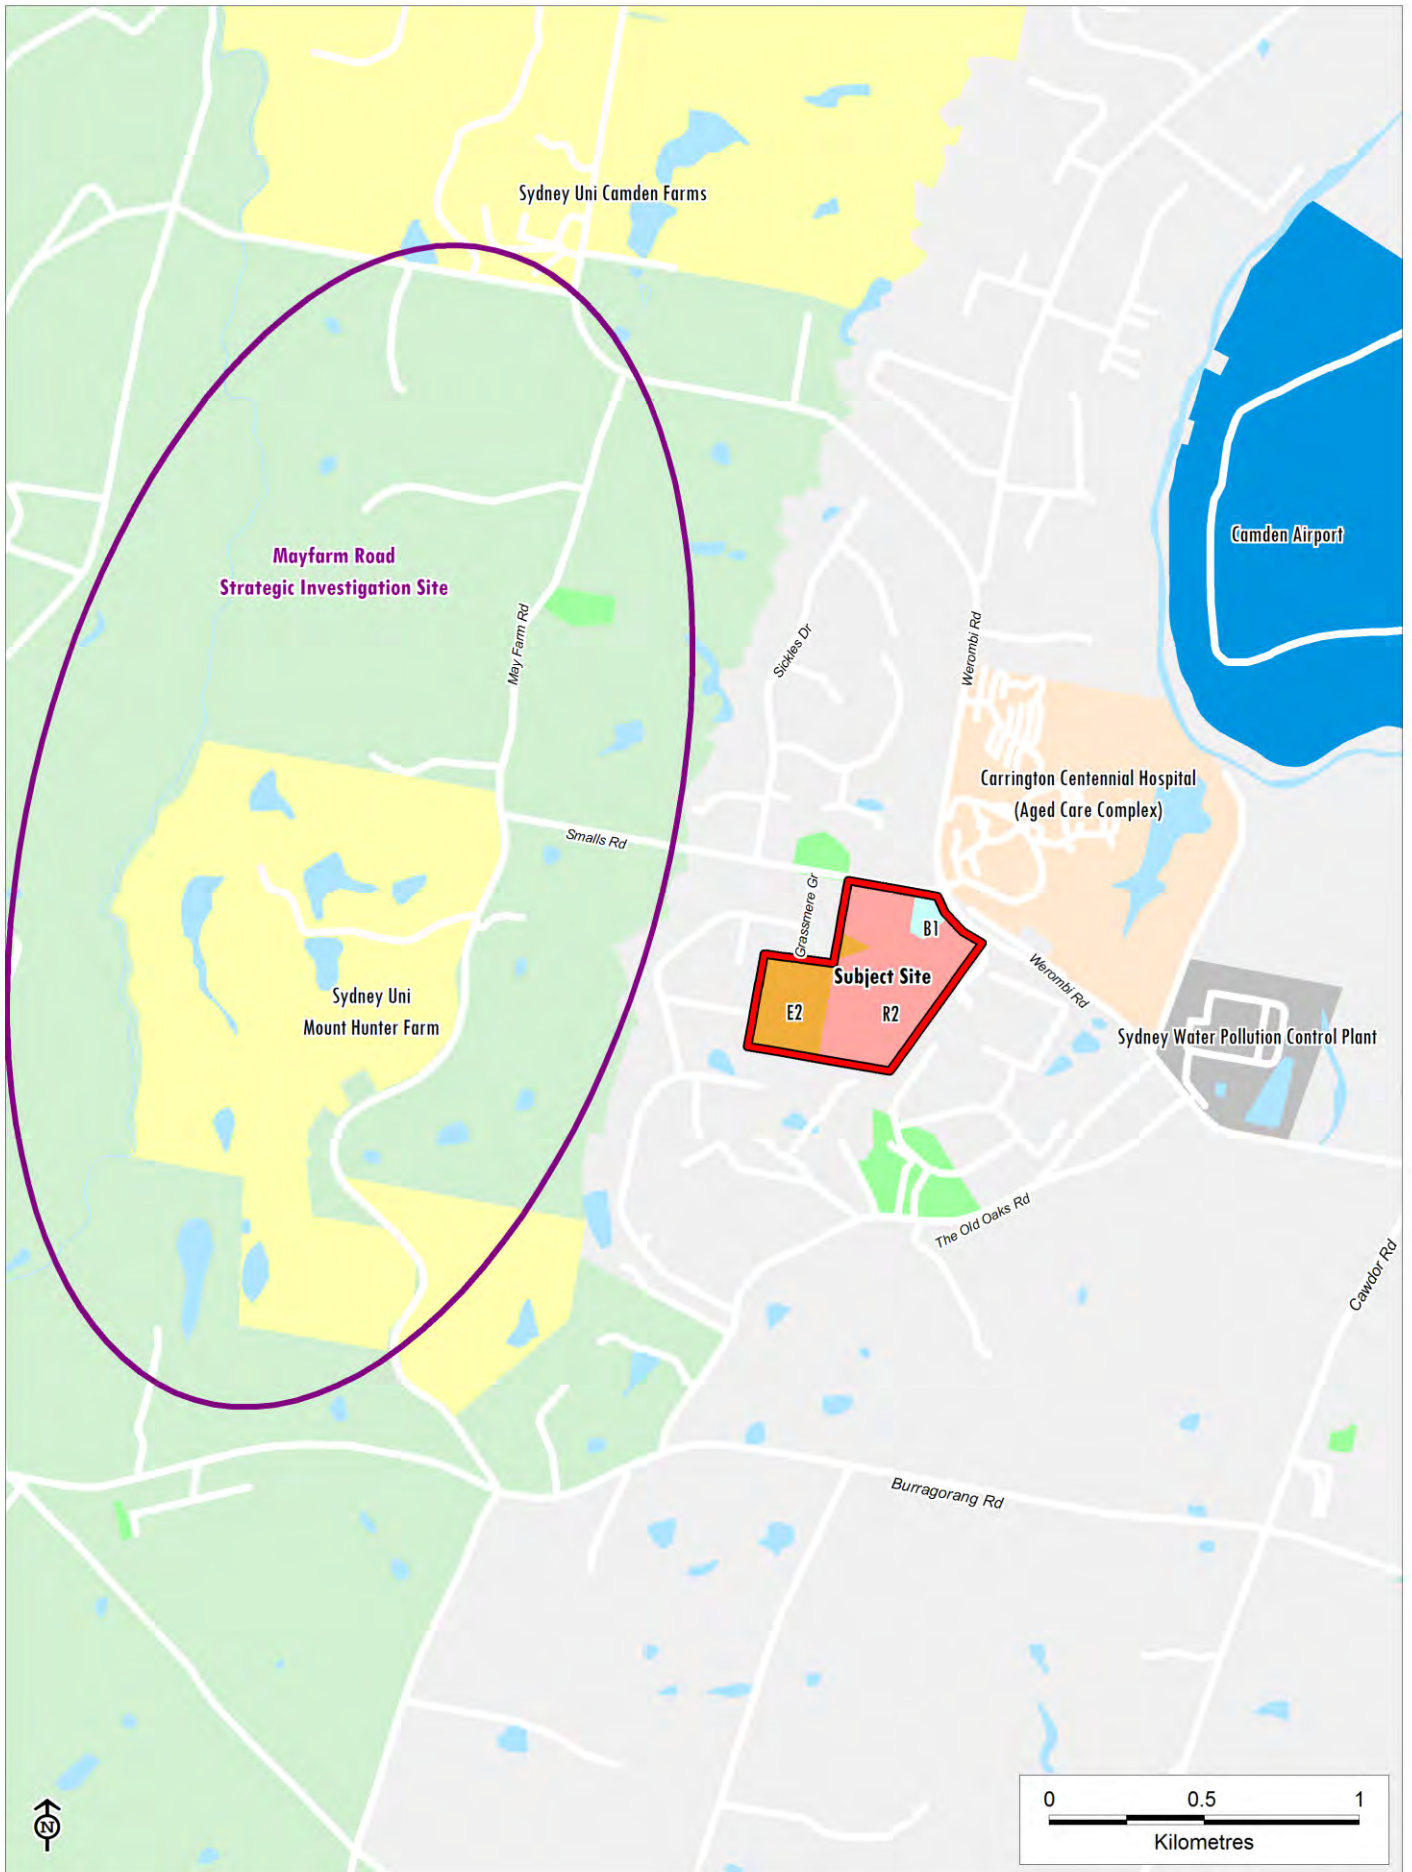 Sydney Uni Camden Farms
Camden Airport
Mayfarm Road
Strategic Investigation Site
May Farm Rd
Sickles Dr
Werombi Rd
Carrington Centennial Hospital
(Aged Care Complex)
Smalls Rd
Grassmere Gr
B1
Subject Site
E2
R2
Werombi Rd
Sydney Uni
Mount Hunter Farm
Sydney Water Pollution Control Plant
The Old Oaks Rd
Cawdor Rd
Burragorang Rd
N
0 0.5 1
Kilometres